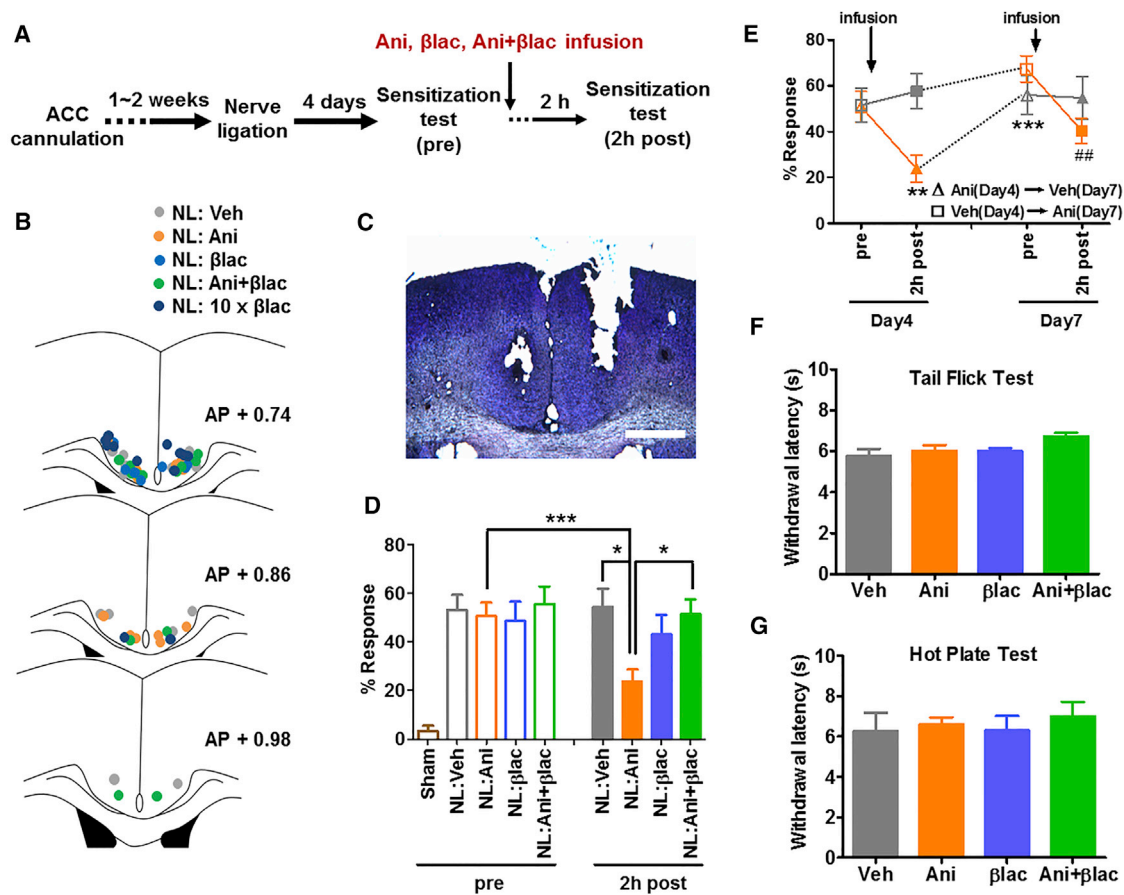 A
Ani, βlac, Ani+βlac infusion
ACC
cannulation
1~2 weeks
Nerve
ligation
4 days
Sensitization
test
(pre)
2 h
Sensitization
test
(2h post)
B
NL: Veh
NL: Ani
NL: βlac
NL: Ani+βlac
NL: 10 x βlac
AP + 0.74
AP + 0.86
AP + 0.98
C
D
% Response
80
60
40
20
0
***
*
*
Sham
NL:Veh
NL:Ani
NL:βlac
NL:Ani+βlac
NL:Veh
NL:Ani
NL:βlac
NL:Ani+βlac
pre
2h post
E
infusion
infusion
% Response
80
60
40
20
0
**
***
##
Ani(Day4) Veh(Day7)
Veh(Day4) Ani(Day7)
pre
2h post
pre
2h post
Day4
Day7
F
Tail Flick Test
Withdrawal latency (s)
10
8
6
4
2
0
Veh
Ani
βlac
Ani+βlac
G
Hot Plate Test
Withdrawal latency (s)
10
8
6
4
2
0
Veh
Ani
βlac
Ani+βlac